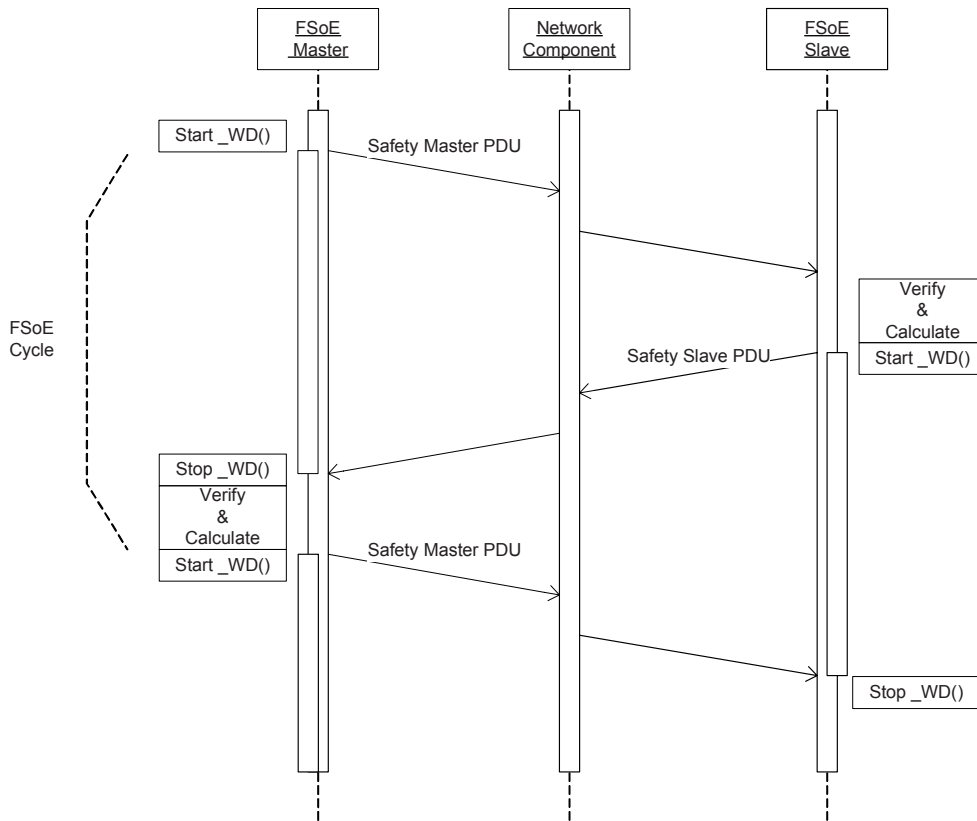 FSoE
Master
Network
Component
FSoE
Slave
Start _WD()
Safety Master PDU
Verify
&
Calculate
Start _WD()
Safety Slave PDU
FSoE
Cycle
Stop _WD()
Verify
&
Calculate
Start _WD()
Safety Master PDU
Stop _WD()